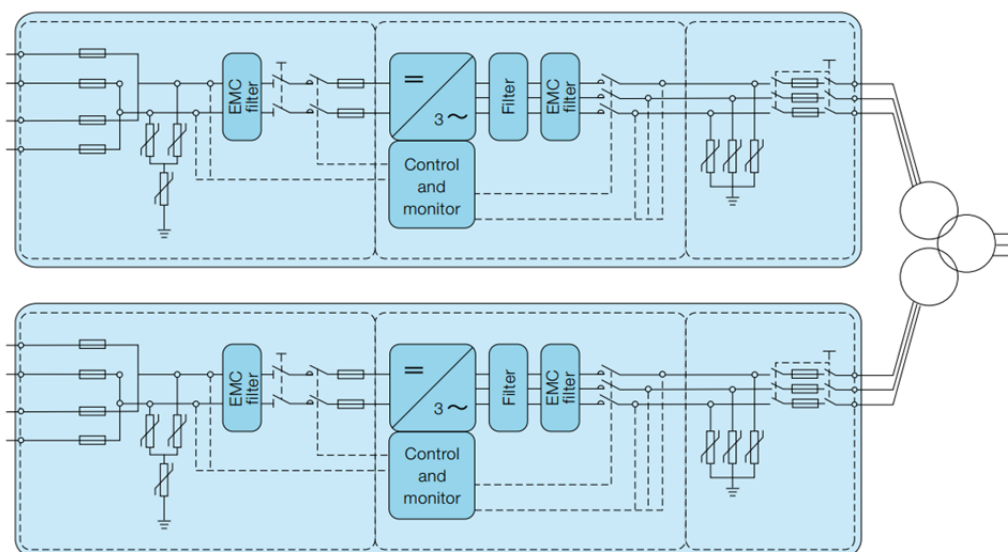 EMC
filter
=
3 ~
Filter
EMC
filter
Control
and
monitor
EMC
filter
=
3 ~
Filter
EMC
filter
Control
and
monitor